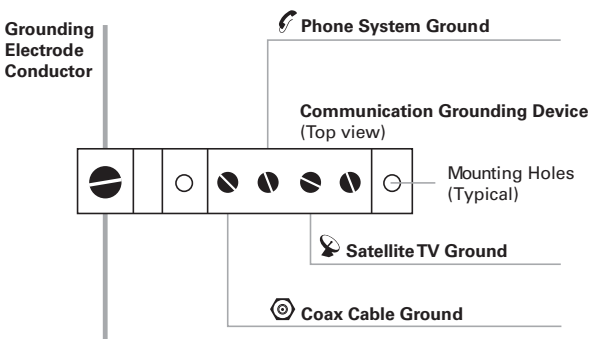 Grounding
Electrode
Conductor
Phone System Ground
Communication Grounding Device
(Top view)
Mounting Holes
(Typical)
Satellite TV Ground
Coax Cable Ground